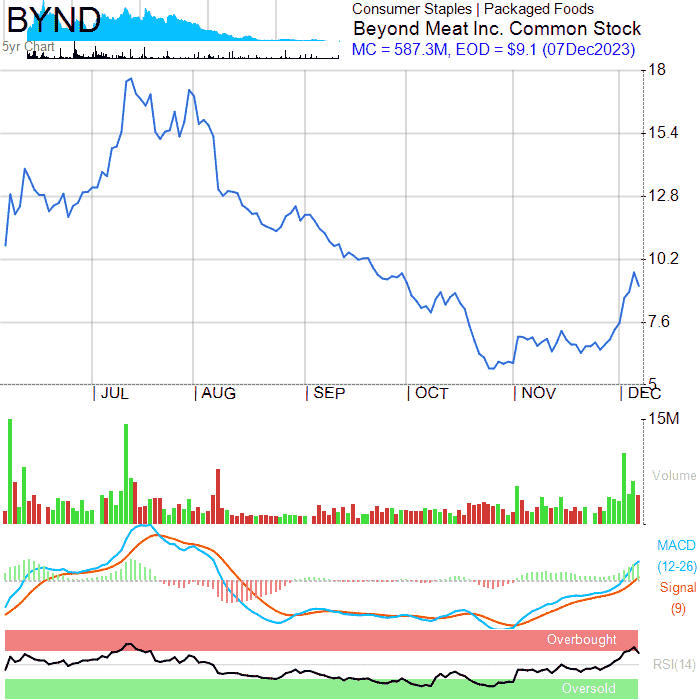 BYND
5yr Chart
Consumer Staples | Packaged Foods
Beyond Meat Inc. Common Stock
MC = 587.3M, EOD = $9.1 (07Dec2023)
18
15.4
12.8
10.2
7.6
5
JUL AUG SEP OCT NOV DEC
15M
Volume
MACD
(12-26)
Signal
(9)
Overbought
RSI(14)
Oversold